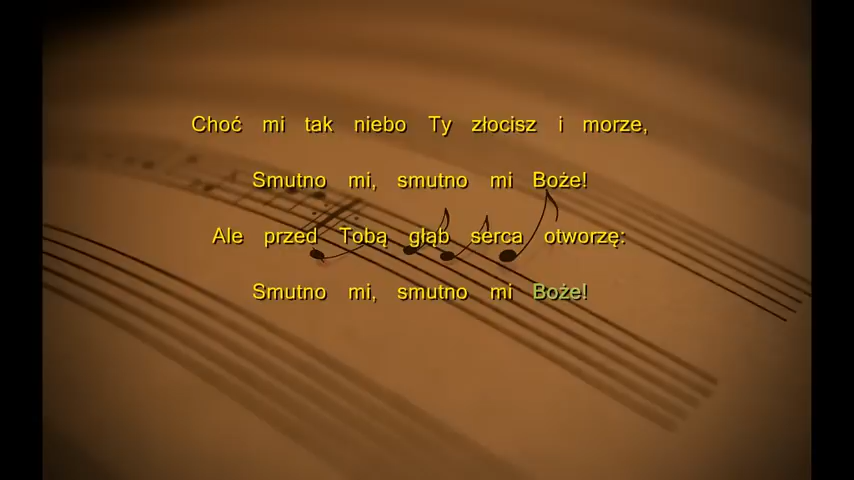 Choć mi tak niebo Ty złocisz i morze,
Smutno mi, smutno mi Boże!
Ale przed Tobą głąb serca otworzę:
Smutno mi, smutno mi Boże!